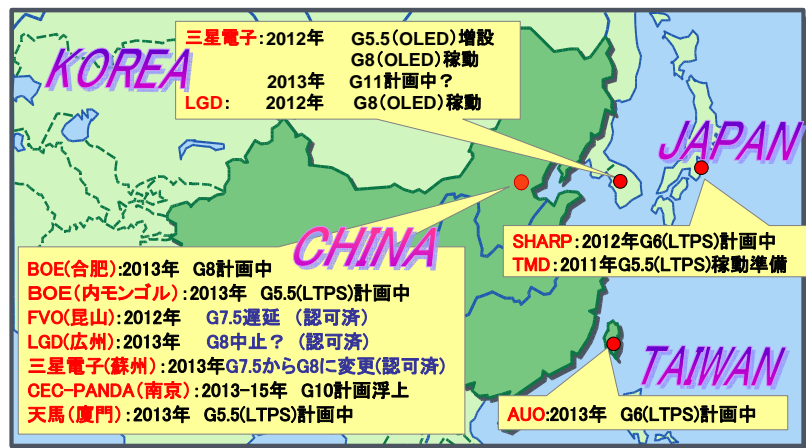 KOREA
三星電子:2012年 G5.5(OLED)増設
G8(OLED)稼動
2013年 G11計画中?
LGD: 2012年 G8(OLED)稼動
JAPAN
SHARP:2012年G6(LTPS)計画中
TMD:2011年G5.5(LTPS)稼動準備
CHINA
BOE(合肥):2013年 G8計画中
BOE(内モンゴル):2013年 G5.5(LTPS)計画中
FVO(昆山):2012年 G7.5遅延 (認可済)
LGD(広州):2013年 G8中止? (認可済)
三星電子(蘇州):2013年G7.5からG8に変更(認可済)
CEC-PANDA(南京):2013-15年 G10計画浮上
天馬(廈門):2013年 G5.5(LTPS)計画中
TAIWAN
AUO:2013年 G6(LTPS)計画中